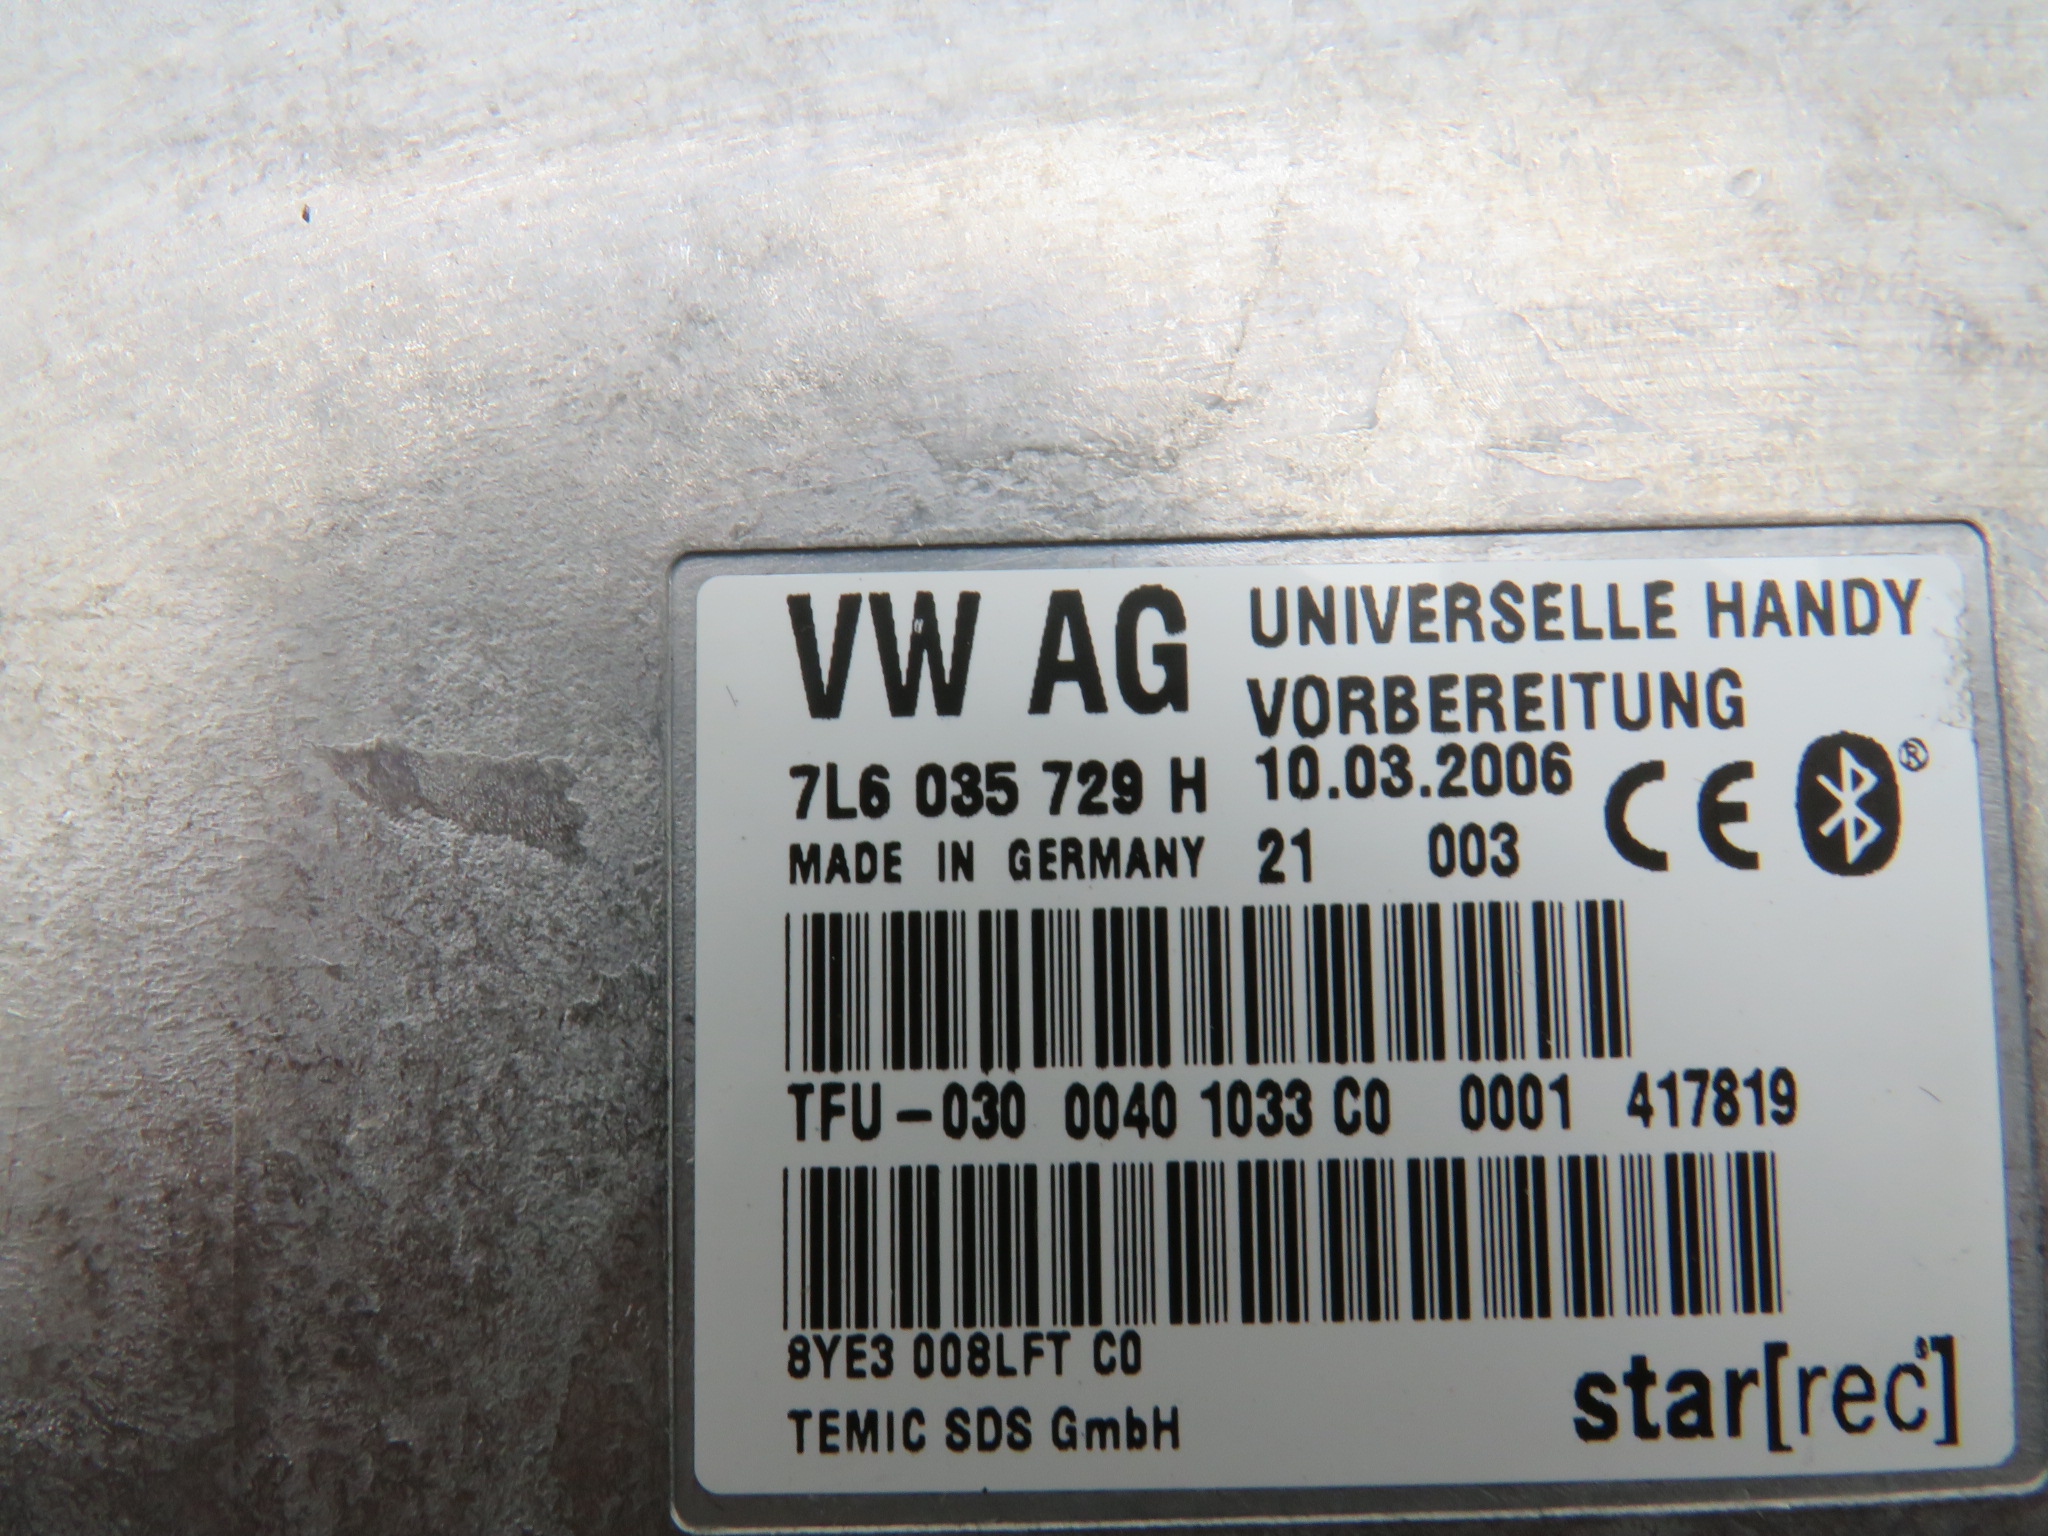 VW AG
UNIVERSELLE HANDY
VORBEREITUNG
7L6 035 729 H
10.03.2006
CE
®
MADE IN GERMANY
21 003
TFU-030 0040 1033 C0 0001 417819
8YE3 008LFT C0
TEMIC SDS GmbH
star[rec]